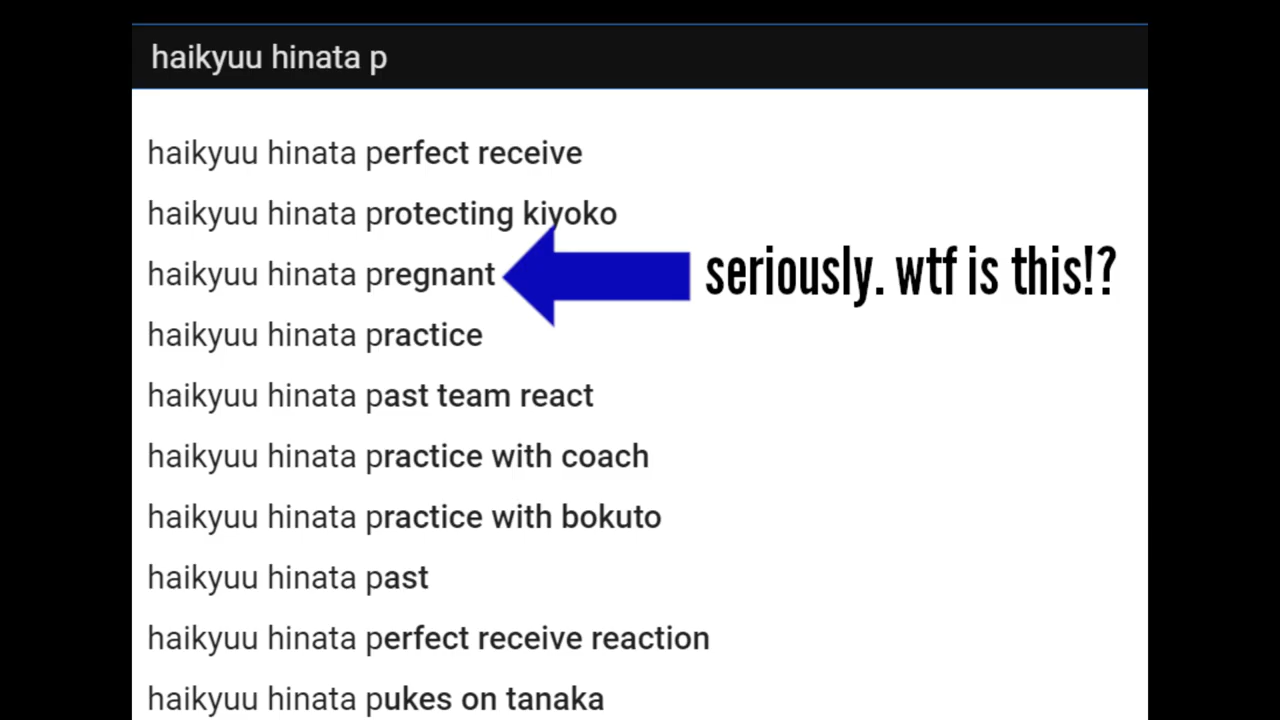 haikyuu hinata p
haikyuu hinata perfect receive
haikyuu hinata protecting kiyoko
haikyuu hinata pregnant
seriously. wtf is this!?
haikyuu hinata practice
haikyuu hinata past team react
haikyuu hinata practice with coach
haikyuu hinata practice with bokuto
haikyuu hinata past
haikyuu hinata perfect receive reaction
haikyuu hinata pukes on tanaka